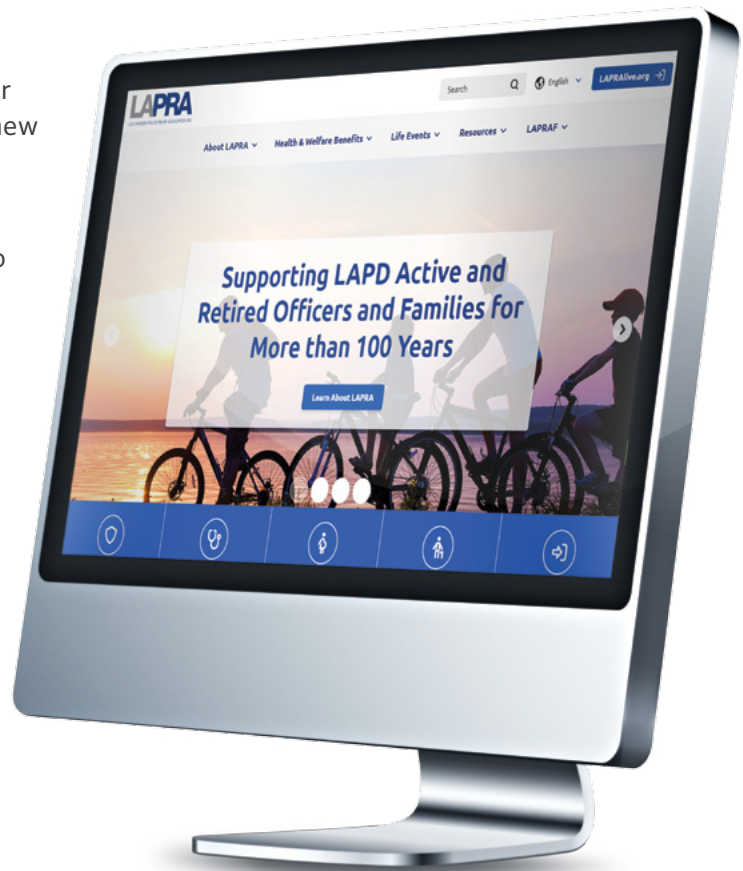 r
new
o
LAPRA
Search
English
LAPRAlive.org
About LAPRA
Health & Welfare Benefits
Life Events
Resources
LAPRAF
Supporting LAPD Active and
Retired Officers and Families for
More than 100 Years
Learn About LAPRA